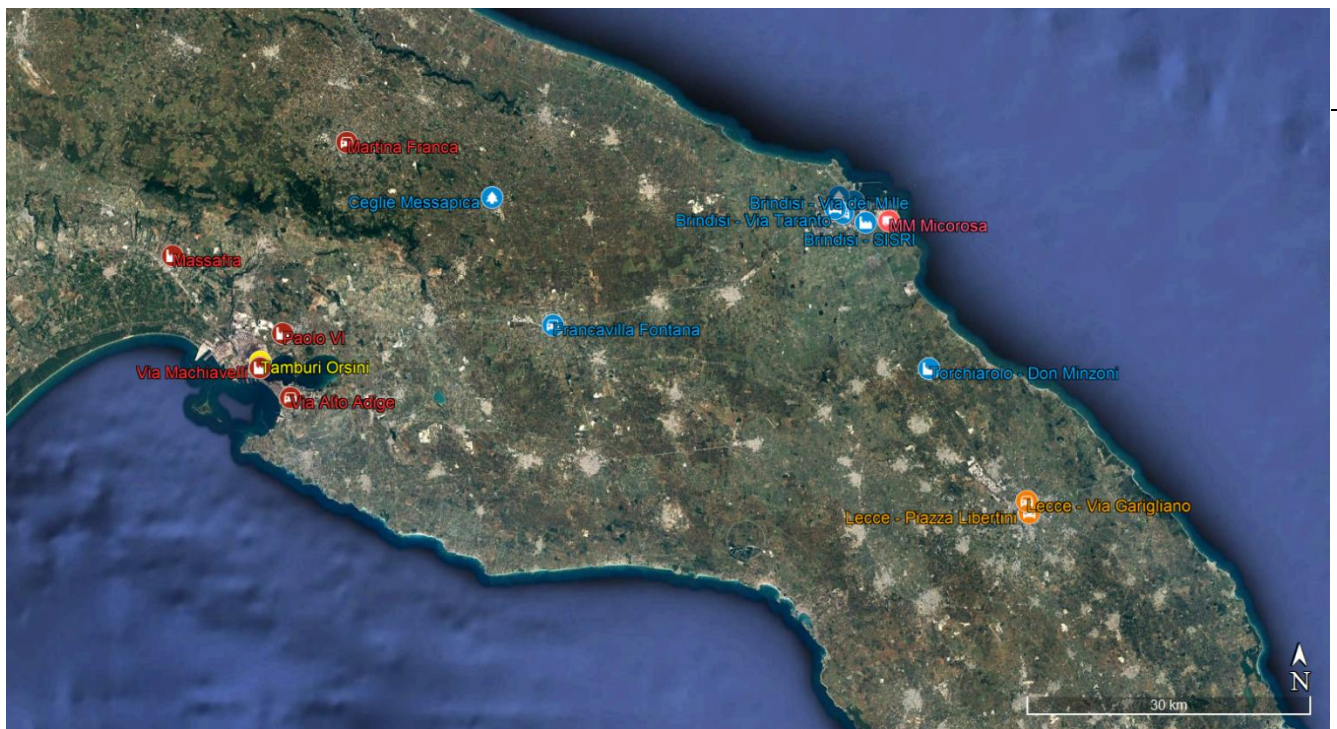 Martina Franca
Ceglie Messapica
Brindisi - Via dei Mille
Brindisi - Via Taranto
MM Micorosa
Brindisi - SISRI
Massafra
Francavilla Fontana
Paolo VI
Tamburi Orsini
Via Machiavelli
Torchiarolo - Don Minzoni
Via Alto Adige
Lecce - Via Garigliano
Lecce - Piazza Libertini
N
30 km